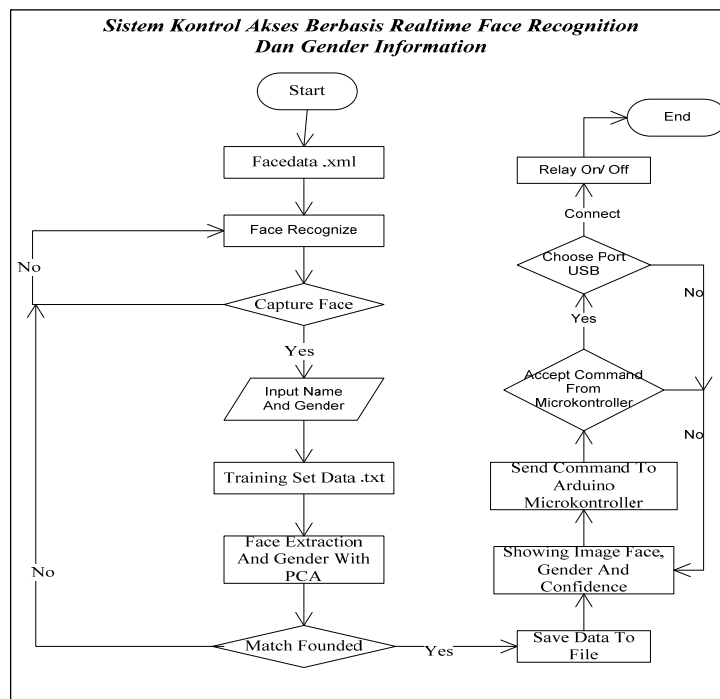 Sistem Kontrol Akses Berbasis Realtime Face Recognition
Dan Gender Information
Start
Facedata .xml
Face Recognize
No
Capture Face
Yes
Input Name
And Gender
Training Set Data .txt
Face Extraction
And Gender With
PCA
No
Match Founded
Yes
Save Data To
File
Showing Image Face,
Gender And
Confidence
Send Command To
Arduino
Microkontroller
No
Accept Command
From
Microkontroller
Yes
No
Choose Port
USB
Connect
Relay On/ Off
End